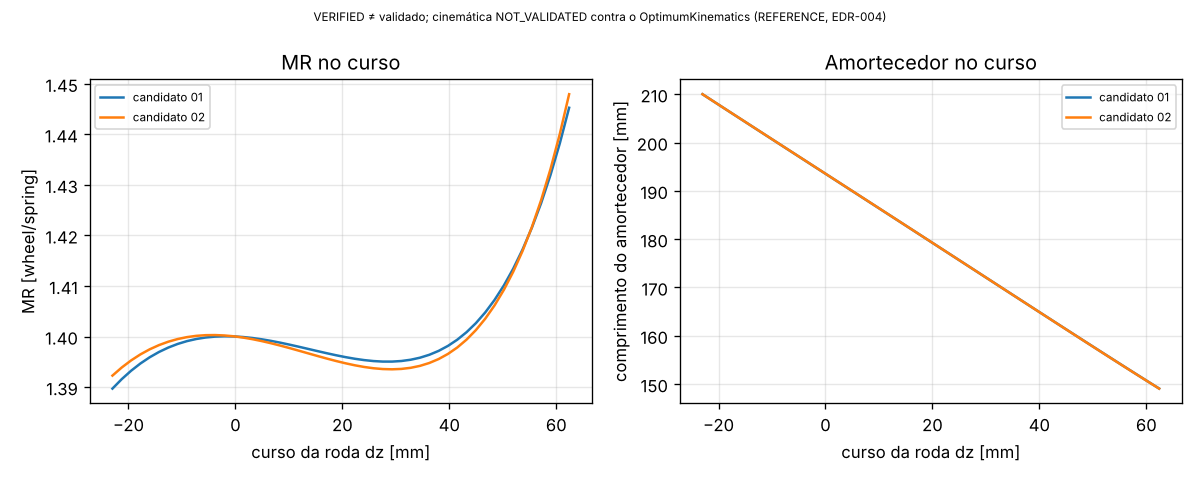 VERIFIED ≠ validado; cinemática NOT_VALIDATED contra o OptimumKinematics (REFERENCE, EDR-004)
MR no curso
MR [wheel/spring]
1.45
1.44
1.43
1.42
1.41
1.40
1.39
candidato 01
candidato 02
−20
0
20
40
60
curso da roda dz [mm]
Amortecedor no curso
comprimento do amortecedor [mm]
210
200
190
180
170
160
150
candidato 01
candidato 02
−20
0
20
40
60
curso da roda dz [mm]